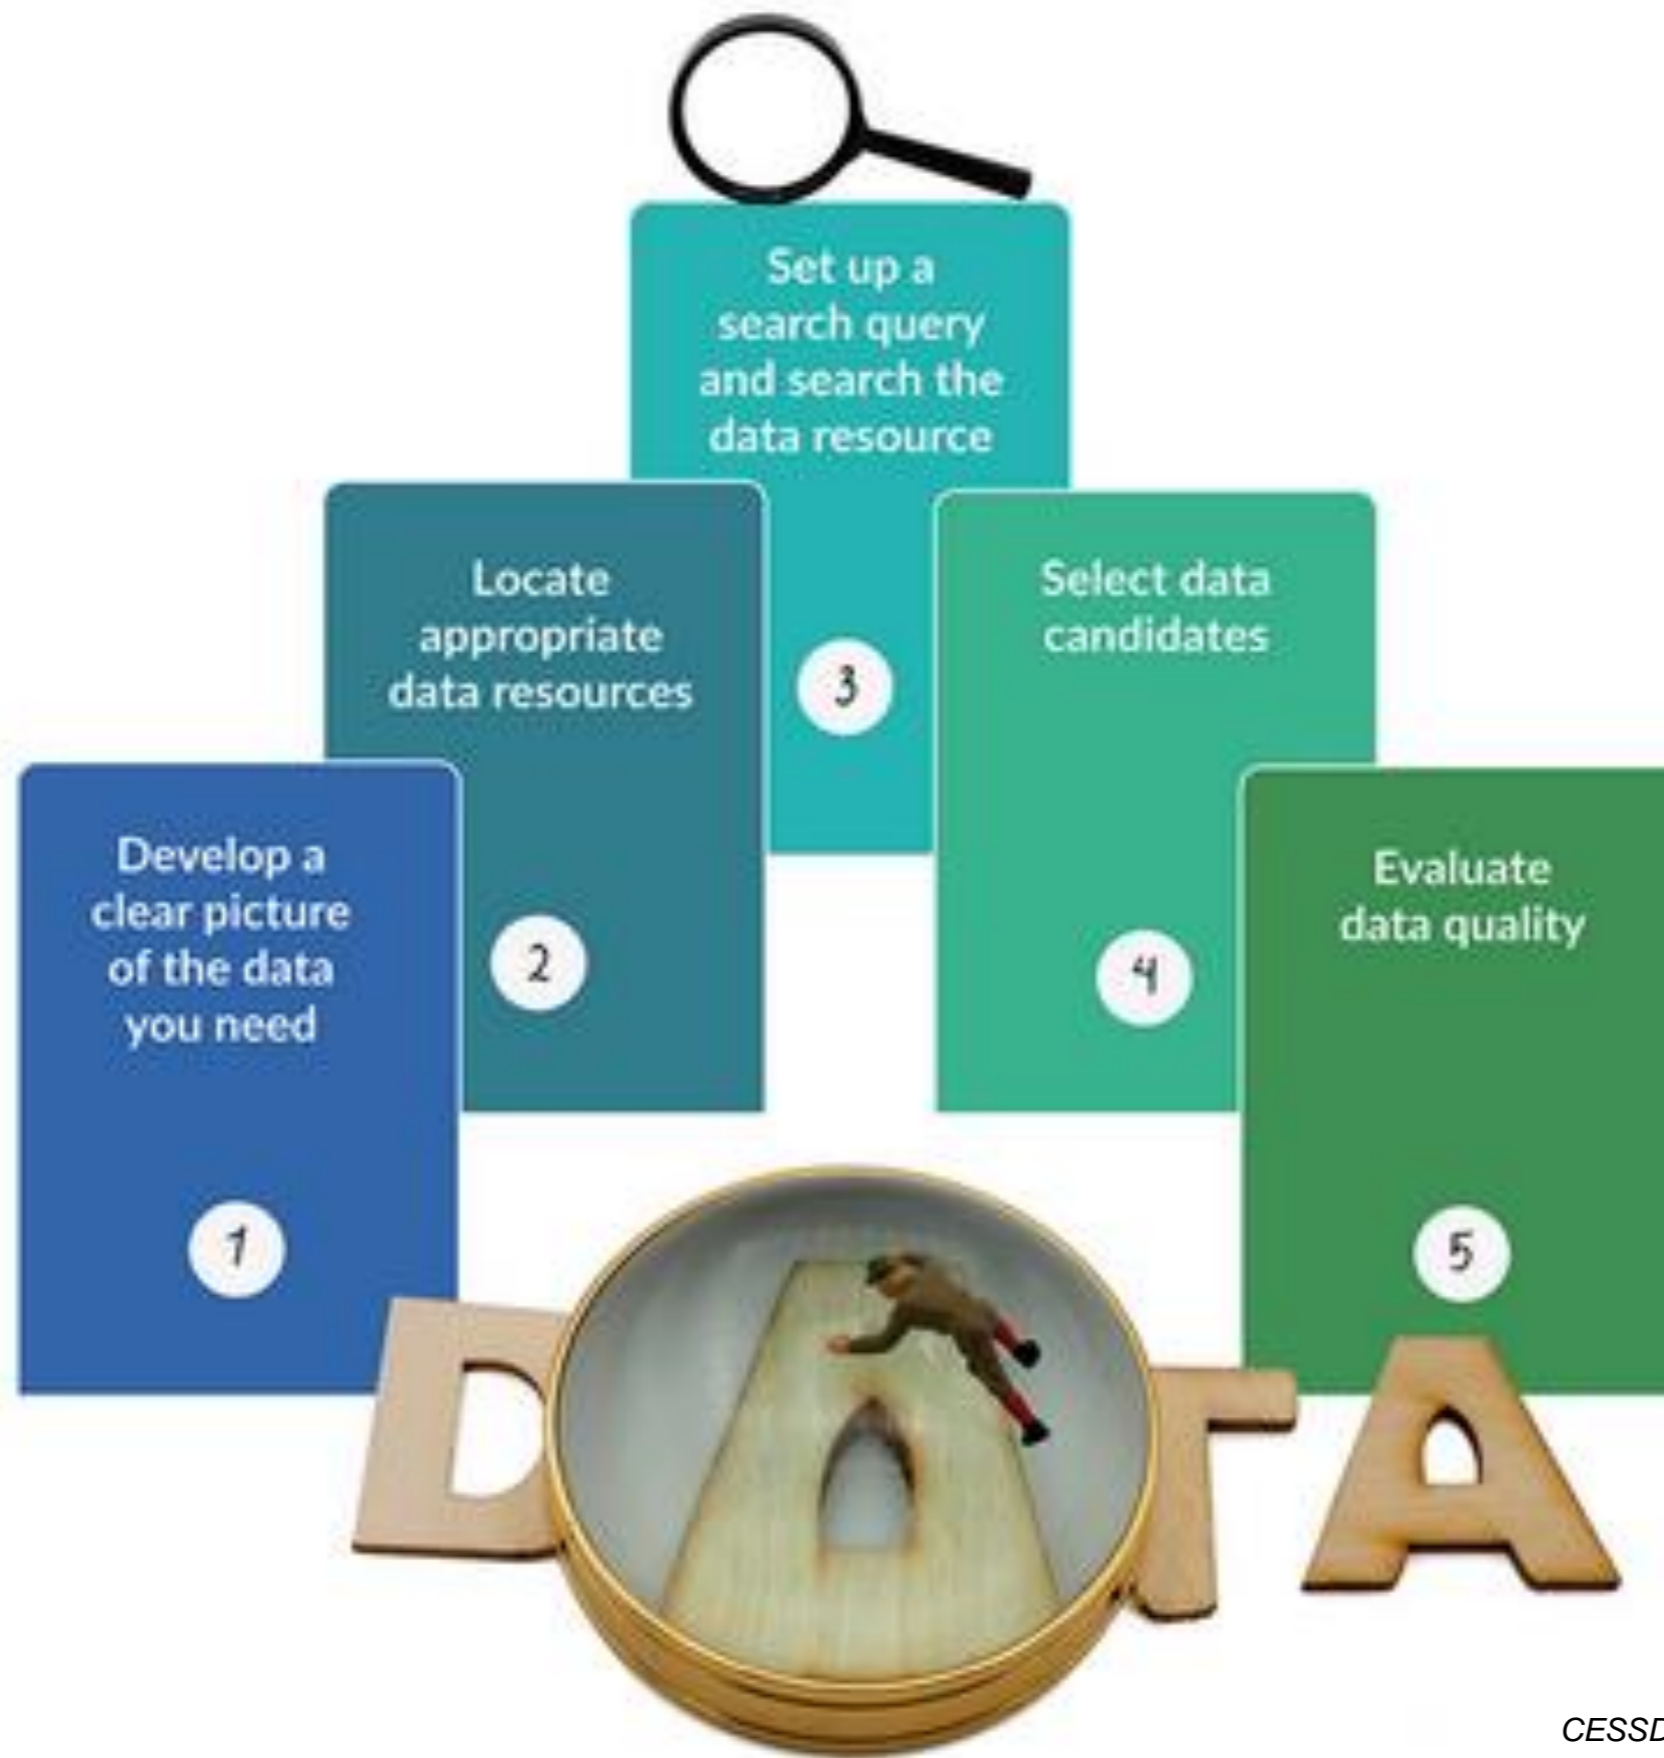 Develop a
clear picture
of the data
you need
1
Locate
appropriate
data resources
2
Set up a
search query
and search the
data resource
3
Select data
candidates
4
Evaluate
data quality
5
DATA
CESSD